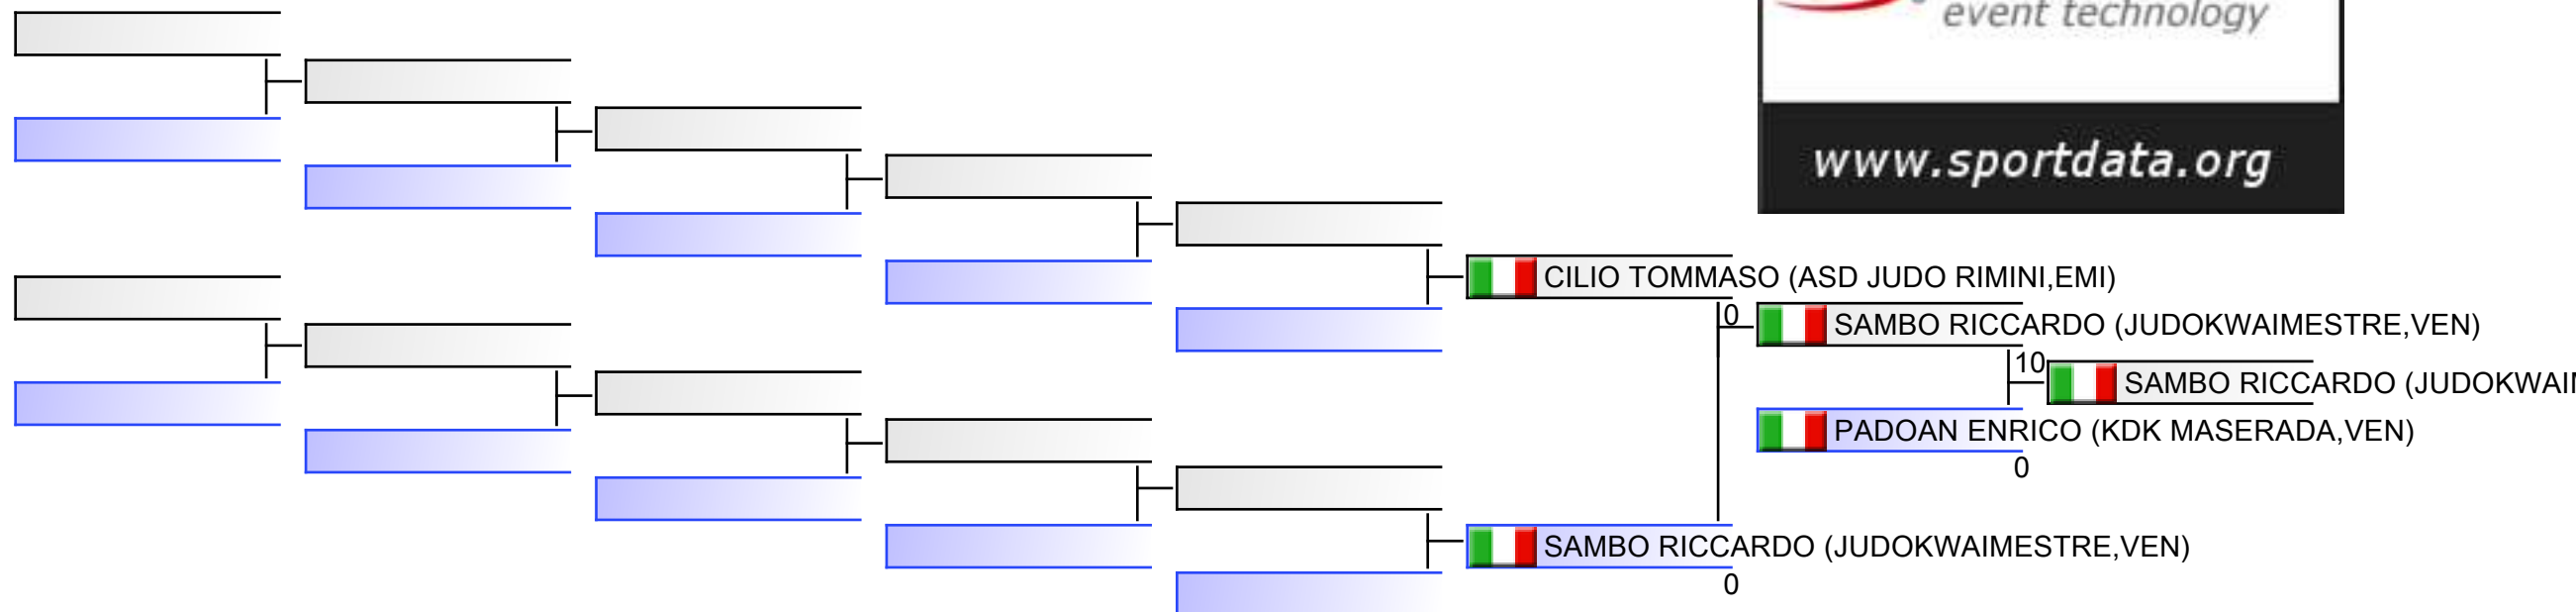 event technology
www.sportdata.org
CILIO TOMMASO (ASD JUDO RIMINI,EMI)
0
SAMBO RICCARDO (JUDOKWAIMESTRE,VEN)
10
SAMBO RICCARDO (JUDOKWAI
PADOAN ENRICO (KDK MASERADA,VEN)
0
SAMBO RICCARDO (JUDOKWAIMESTRE,VEN)
0